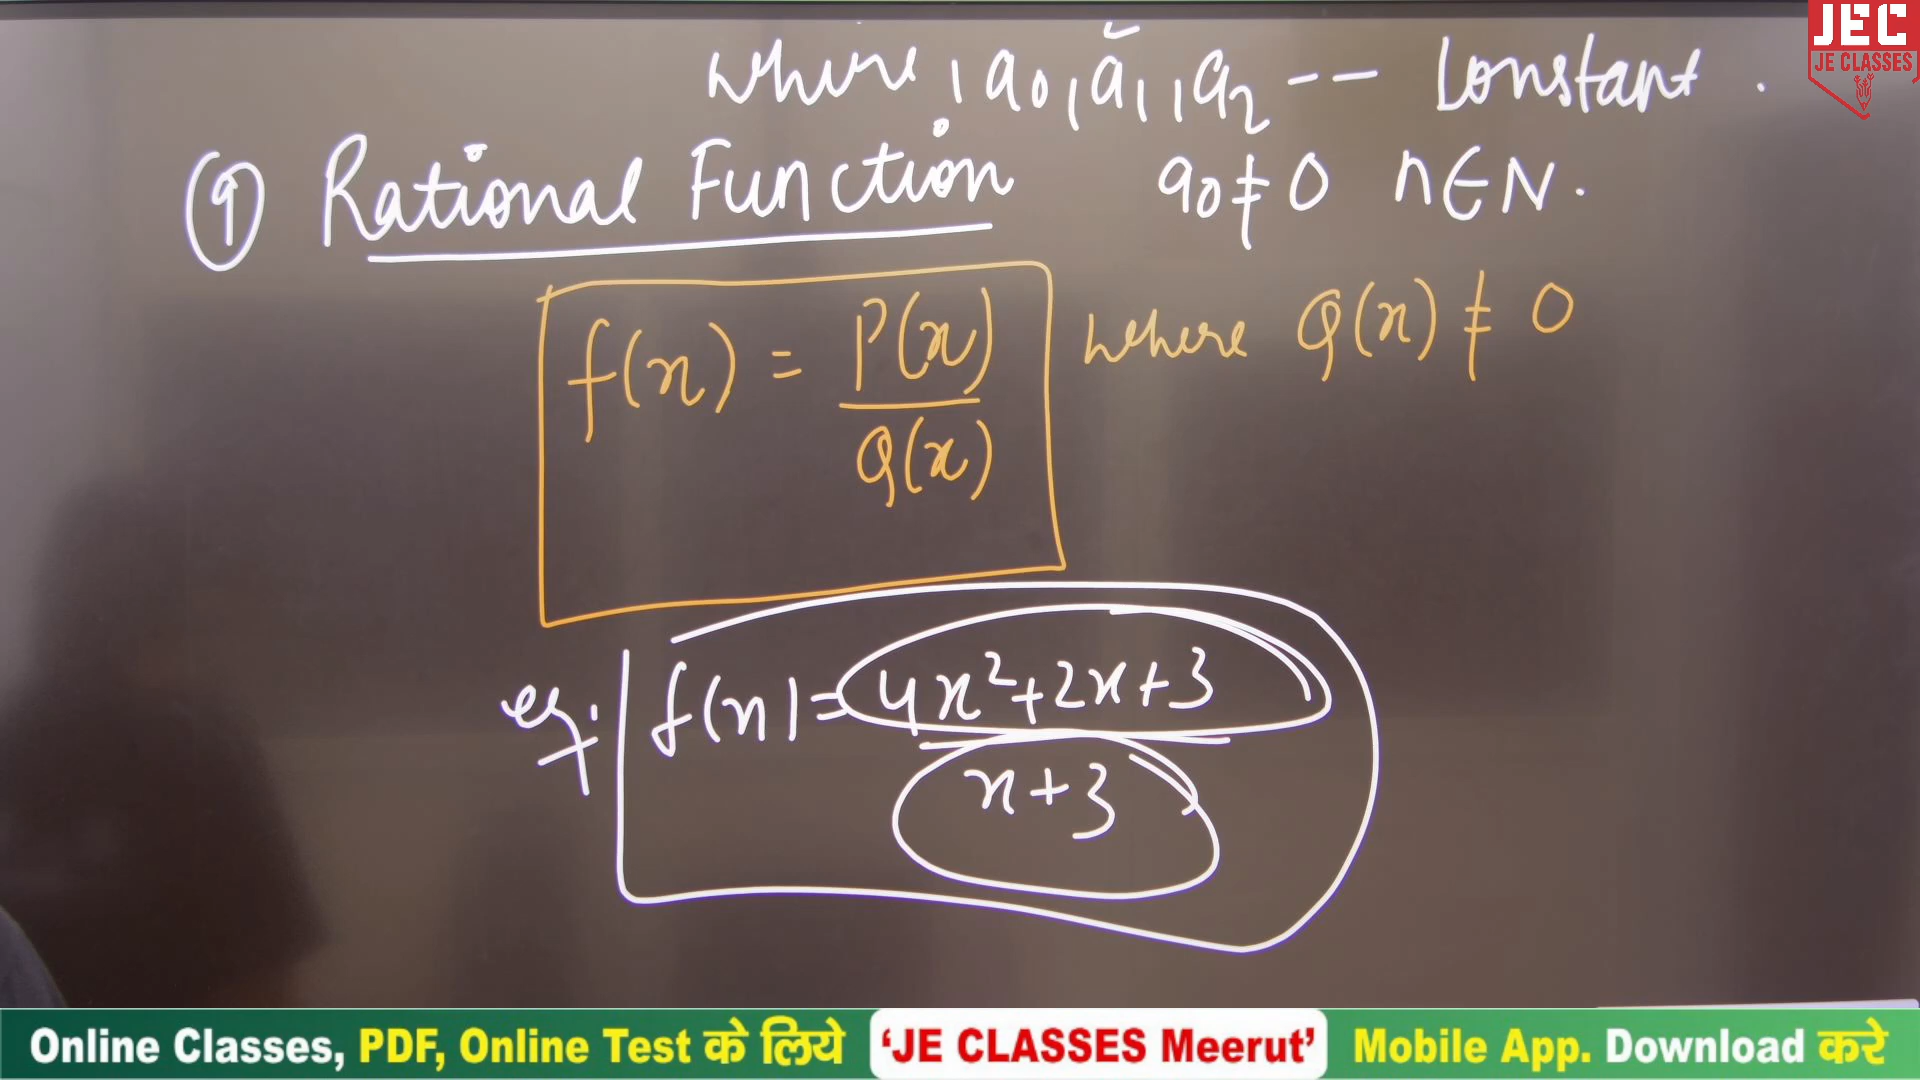 JEC
JE CLASSES
where, a0, a1, a2 -- Constant.
9 Rational Function a0 ≠ 0 n ∈ N.
f(x) = P(x)/Q(x) where Q(x) ≠ 0
eg. f(x) = 4x²+2x+3/x+3
Online Classes, PDF, Online Test के लिये 'JE CLASSES Meerut' Mobile App. Download करे